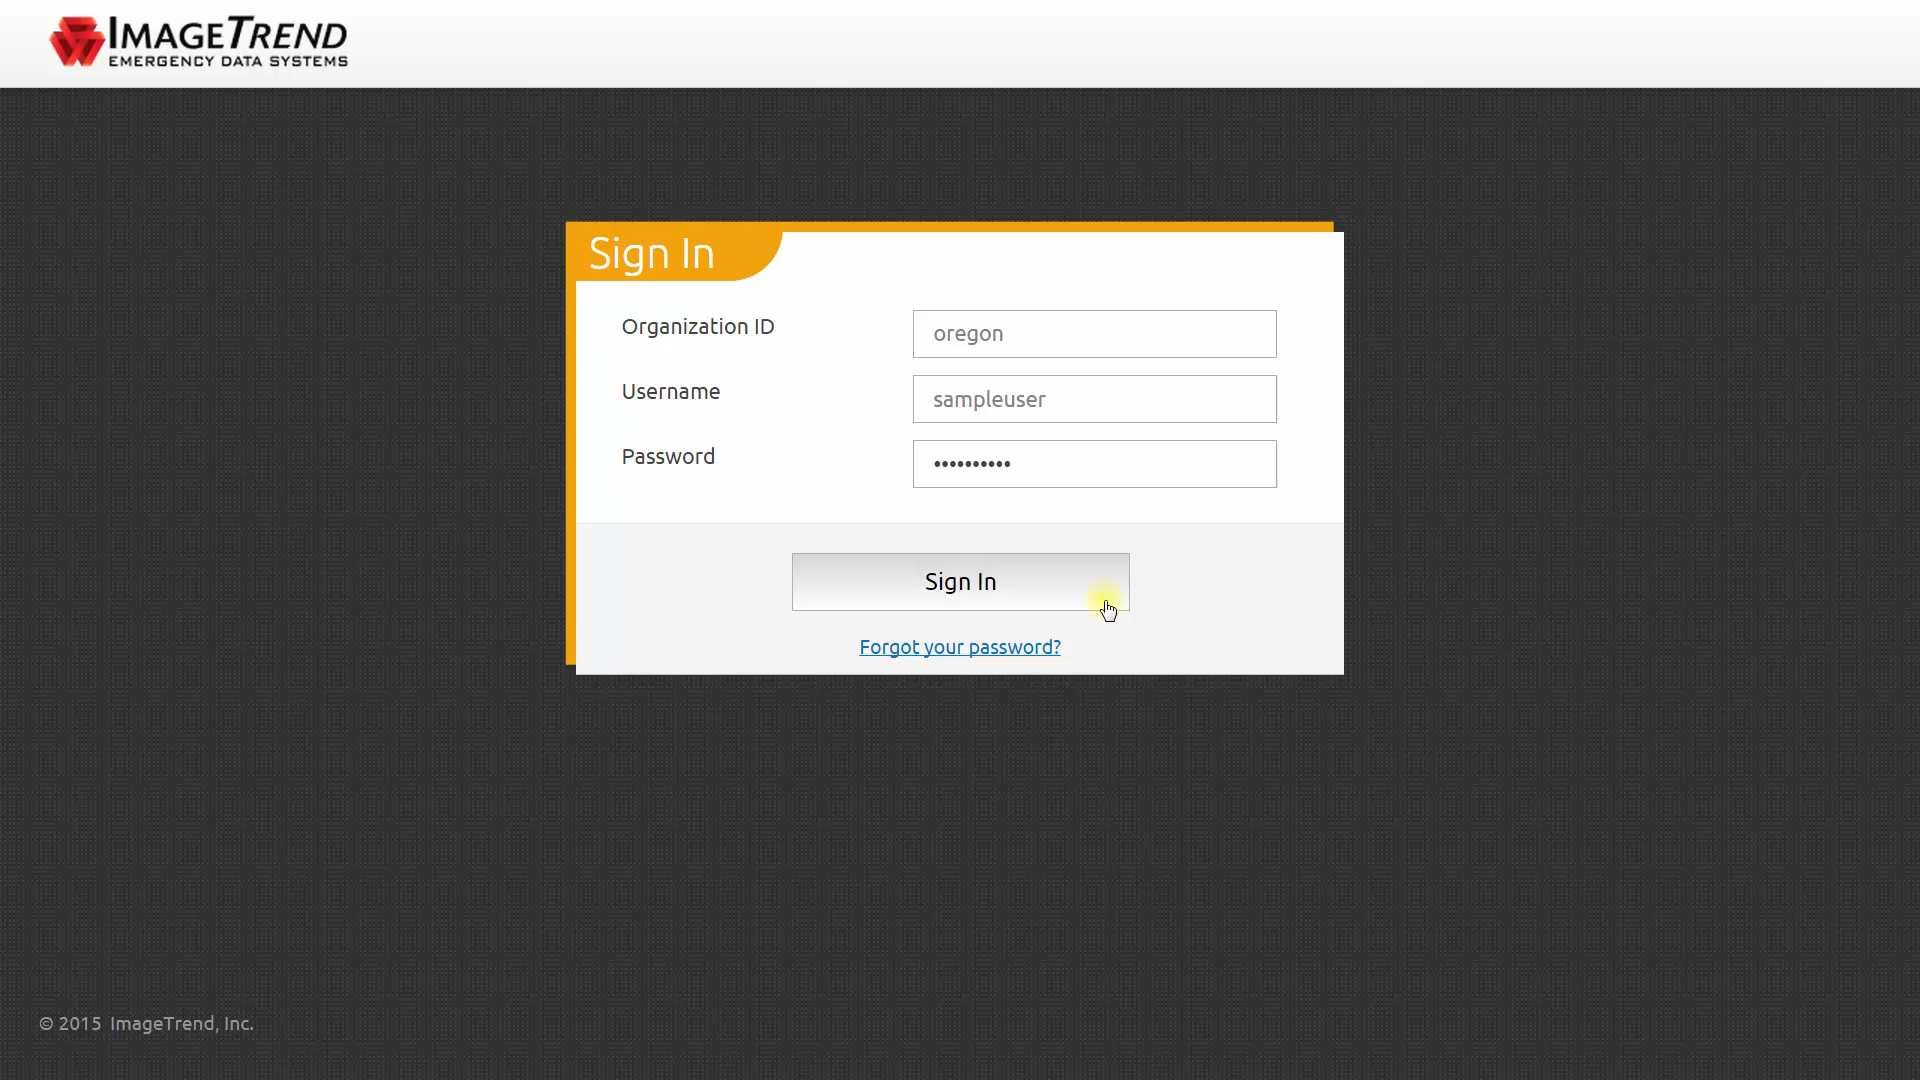 IMAGETREND
EMERGENCY DATA SYSTEMS
Sign In
Organization ID
oregon
Username
sampleuser
Password
••••••••••
Sign In
Forgot your password?
© 2015 ImageTrend, Inc.